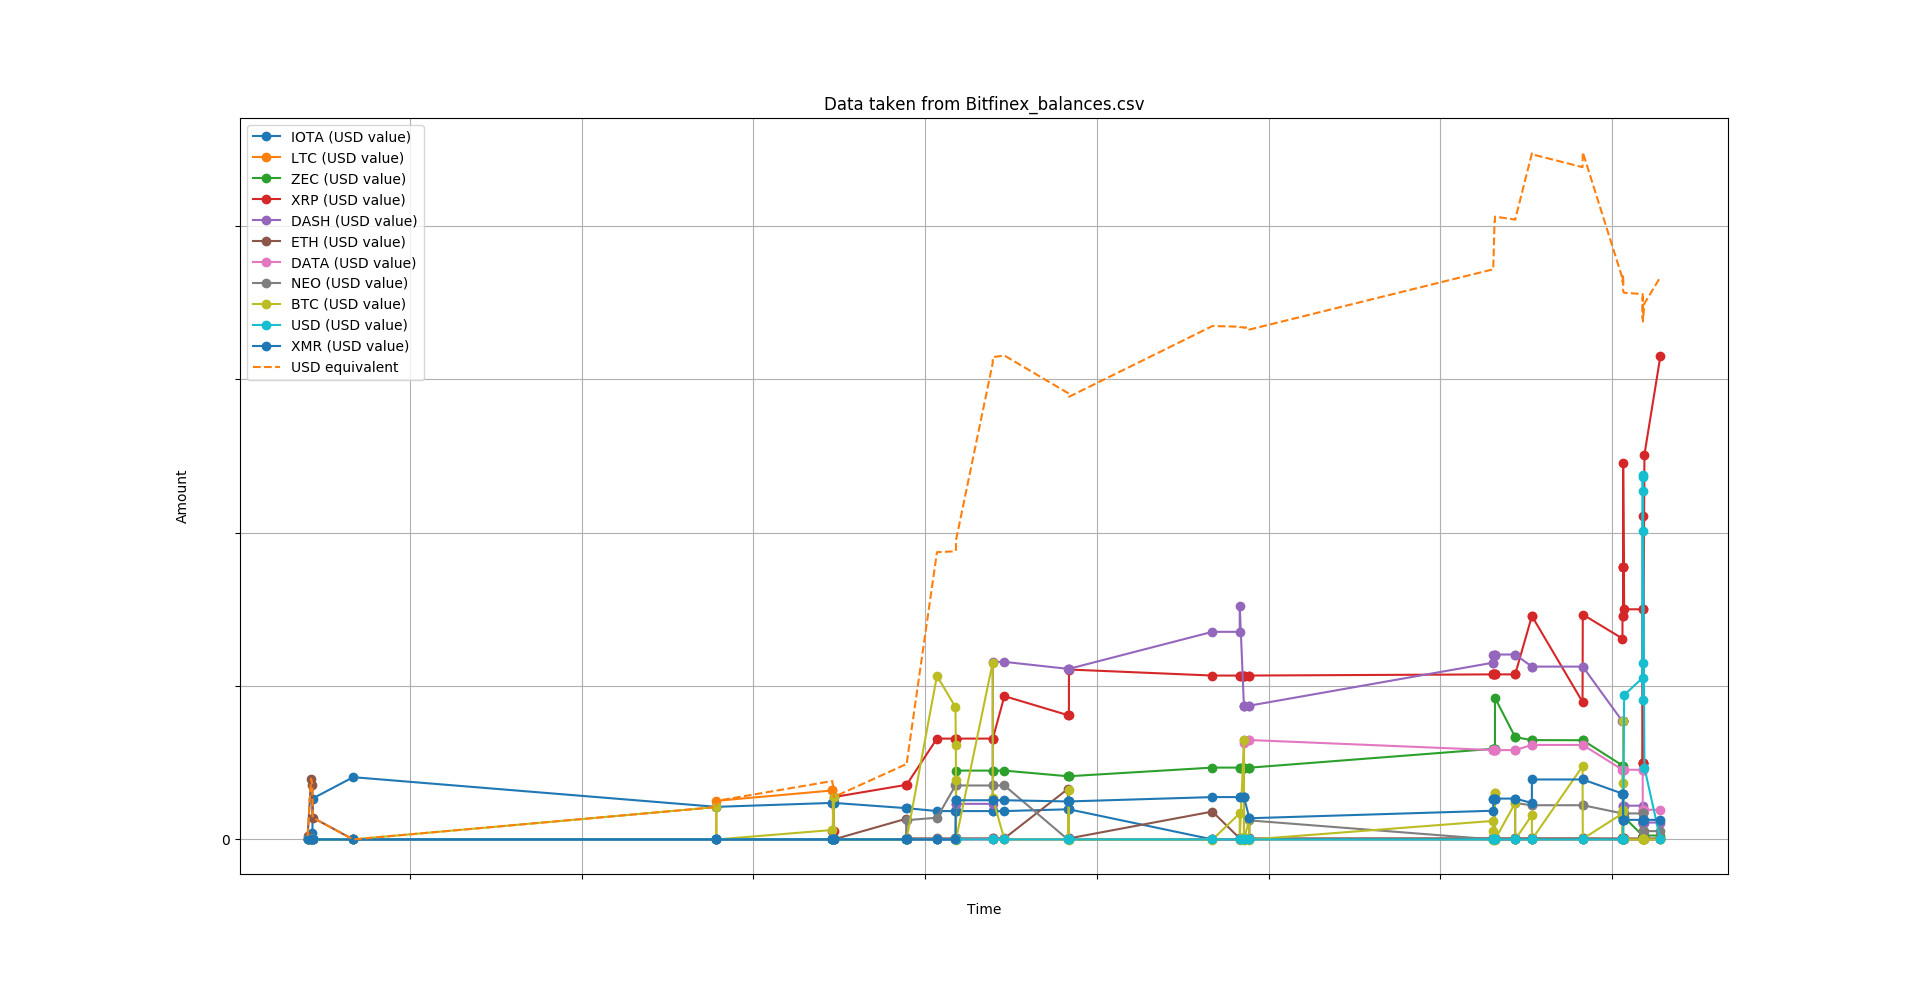 Data taken from Bitfinex_balances.csv
IOTA (USD value)
LTC (USD value)
ZEC (USD value)
XRP (USD value)
DASH (USD value)
ETH (USD value)
DATA (USD value)
NEO (USD value)
BTC (USD value)
USD (USD value)
XMR (USD value)
USD equivalent
Amount
0
Time